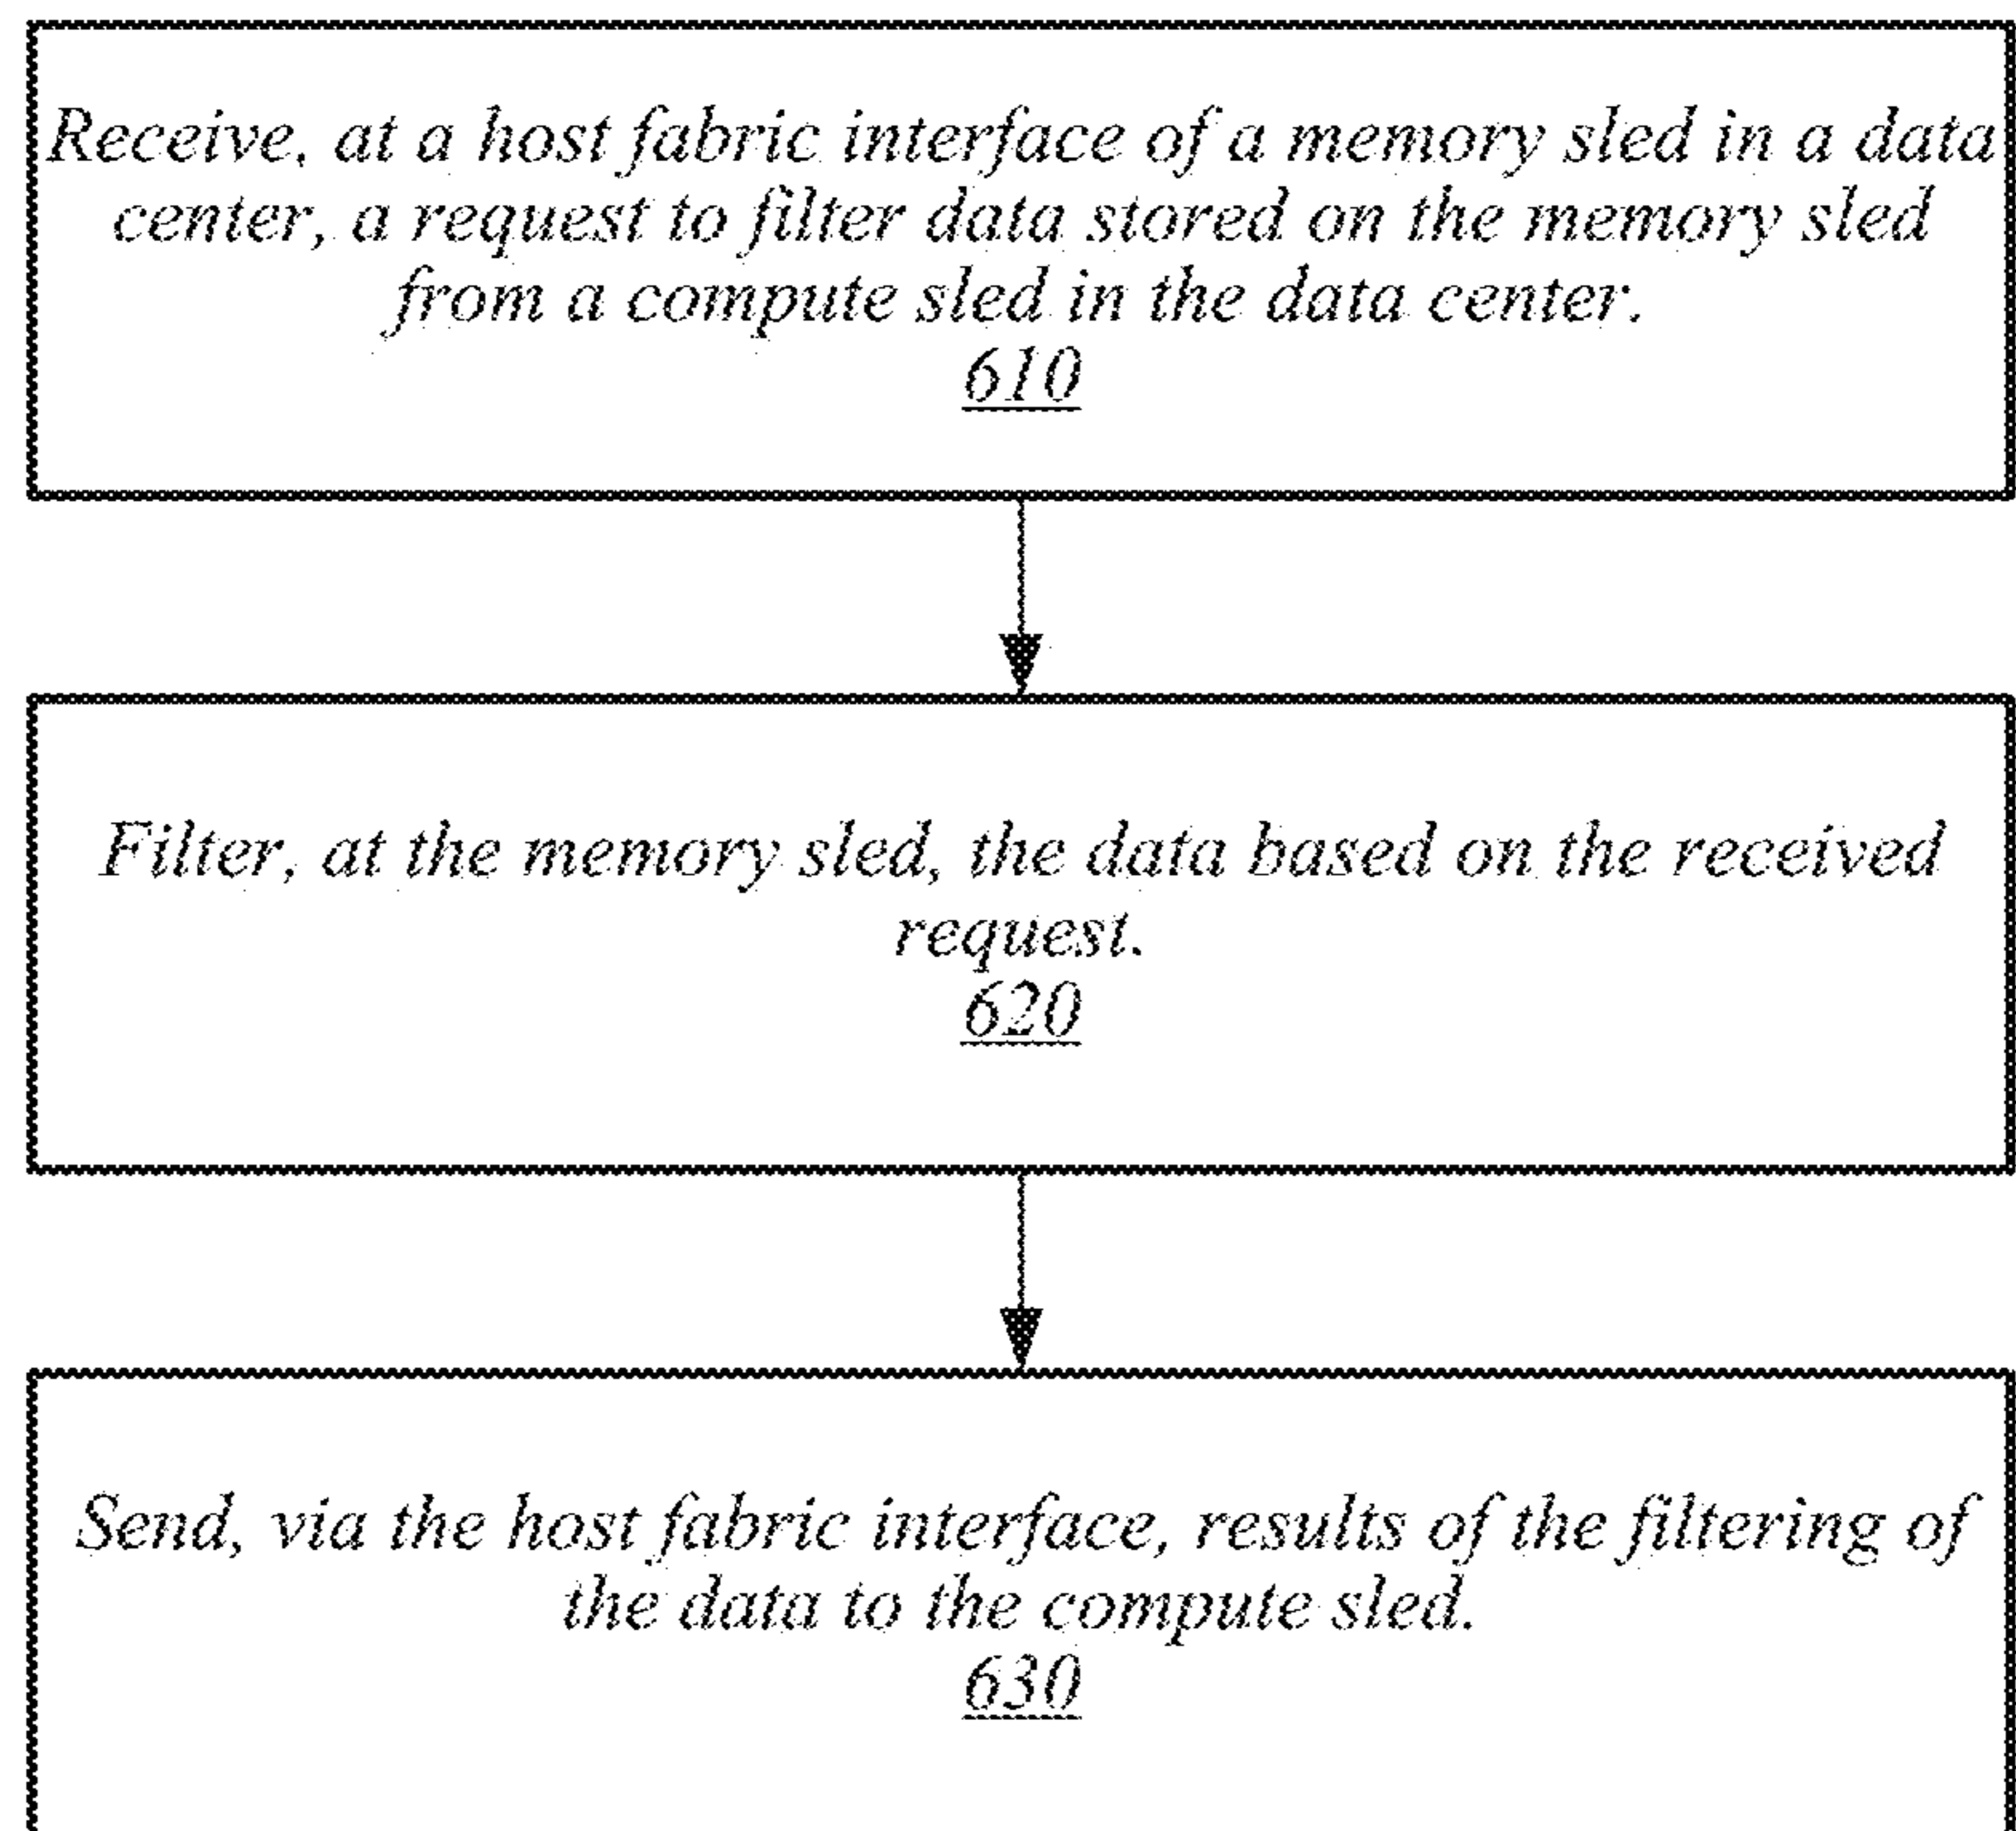 Receive, at a host fabric interface of a memory sled in a data
center, a request to filter data stored on the memory sled
from a compute sled in the data center.
610
Filter, at the memory sled, the data based on the received
request.
620
Send, via the host fabric interface, results of the filtering of
the data to the compute sled.
630